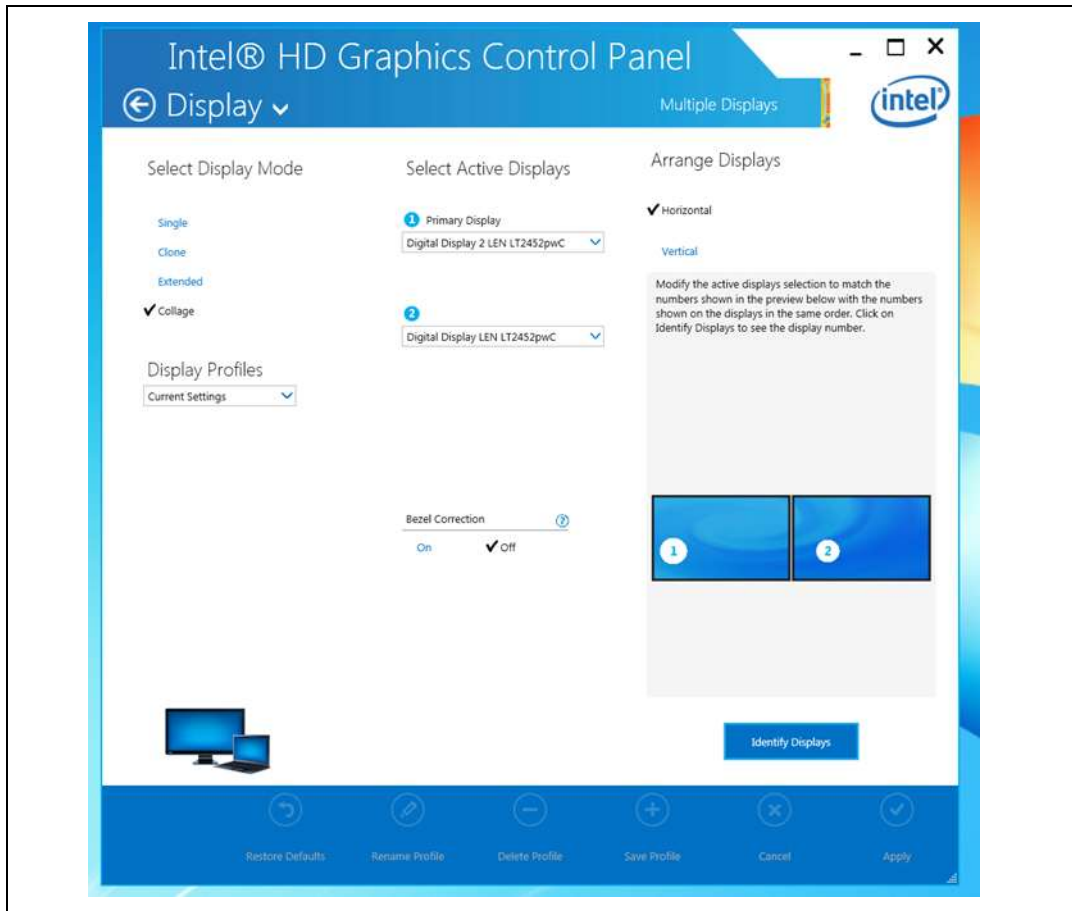 Intel® HD Graphics Control Panel
Display
Multiple Displays
intel
Select Display Mode
Single
Clone
Extended
Collage
Display Profiles
Current Settings
Select Active Displays
1 Primary Display
Digital Display 2 LEN LT2452pwC
2
Digital Display LEN LT2452pwC
Bezel Correction ?
On Off
Arrange Displays
Horizontal
Vertical
Modify the active displays selection to match the
numbers shown in the preview below with the numbers
shown on the displays in the same order. Click on
Identify Displays to see the display number.
1 2
Identify Displays
Restore Defaults Rename Profile Delete Profile Save Profile Cancel Apply